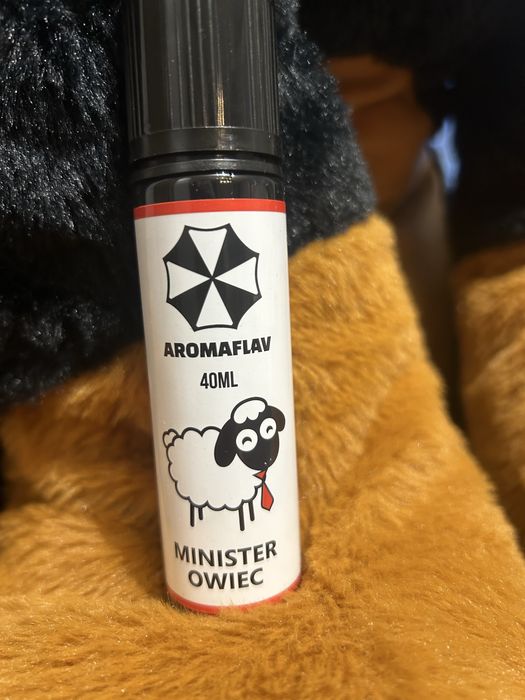 AROMAFLAV
40ML
MINISTER
OWIEC